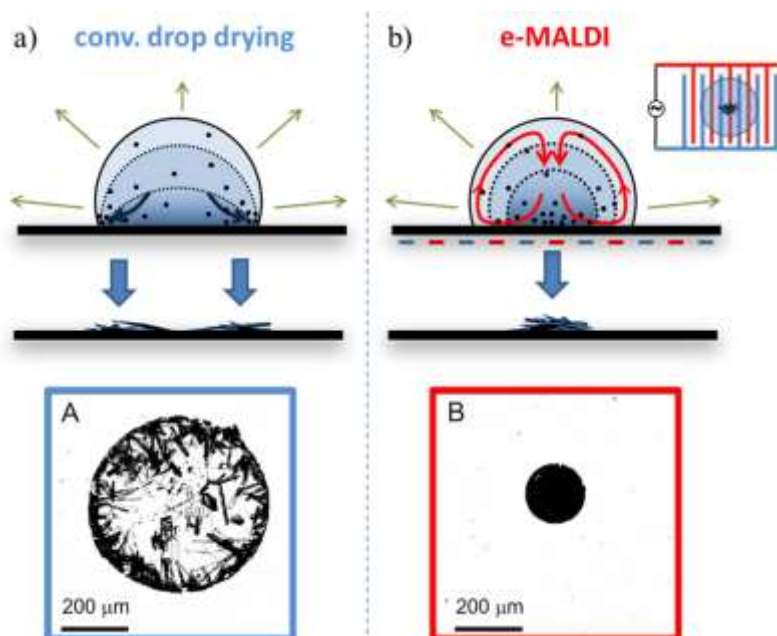 a) conv. drop drying
b) e-MALDI
A
200 μm
B
200 μm